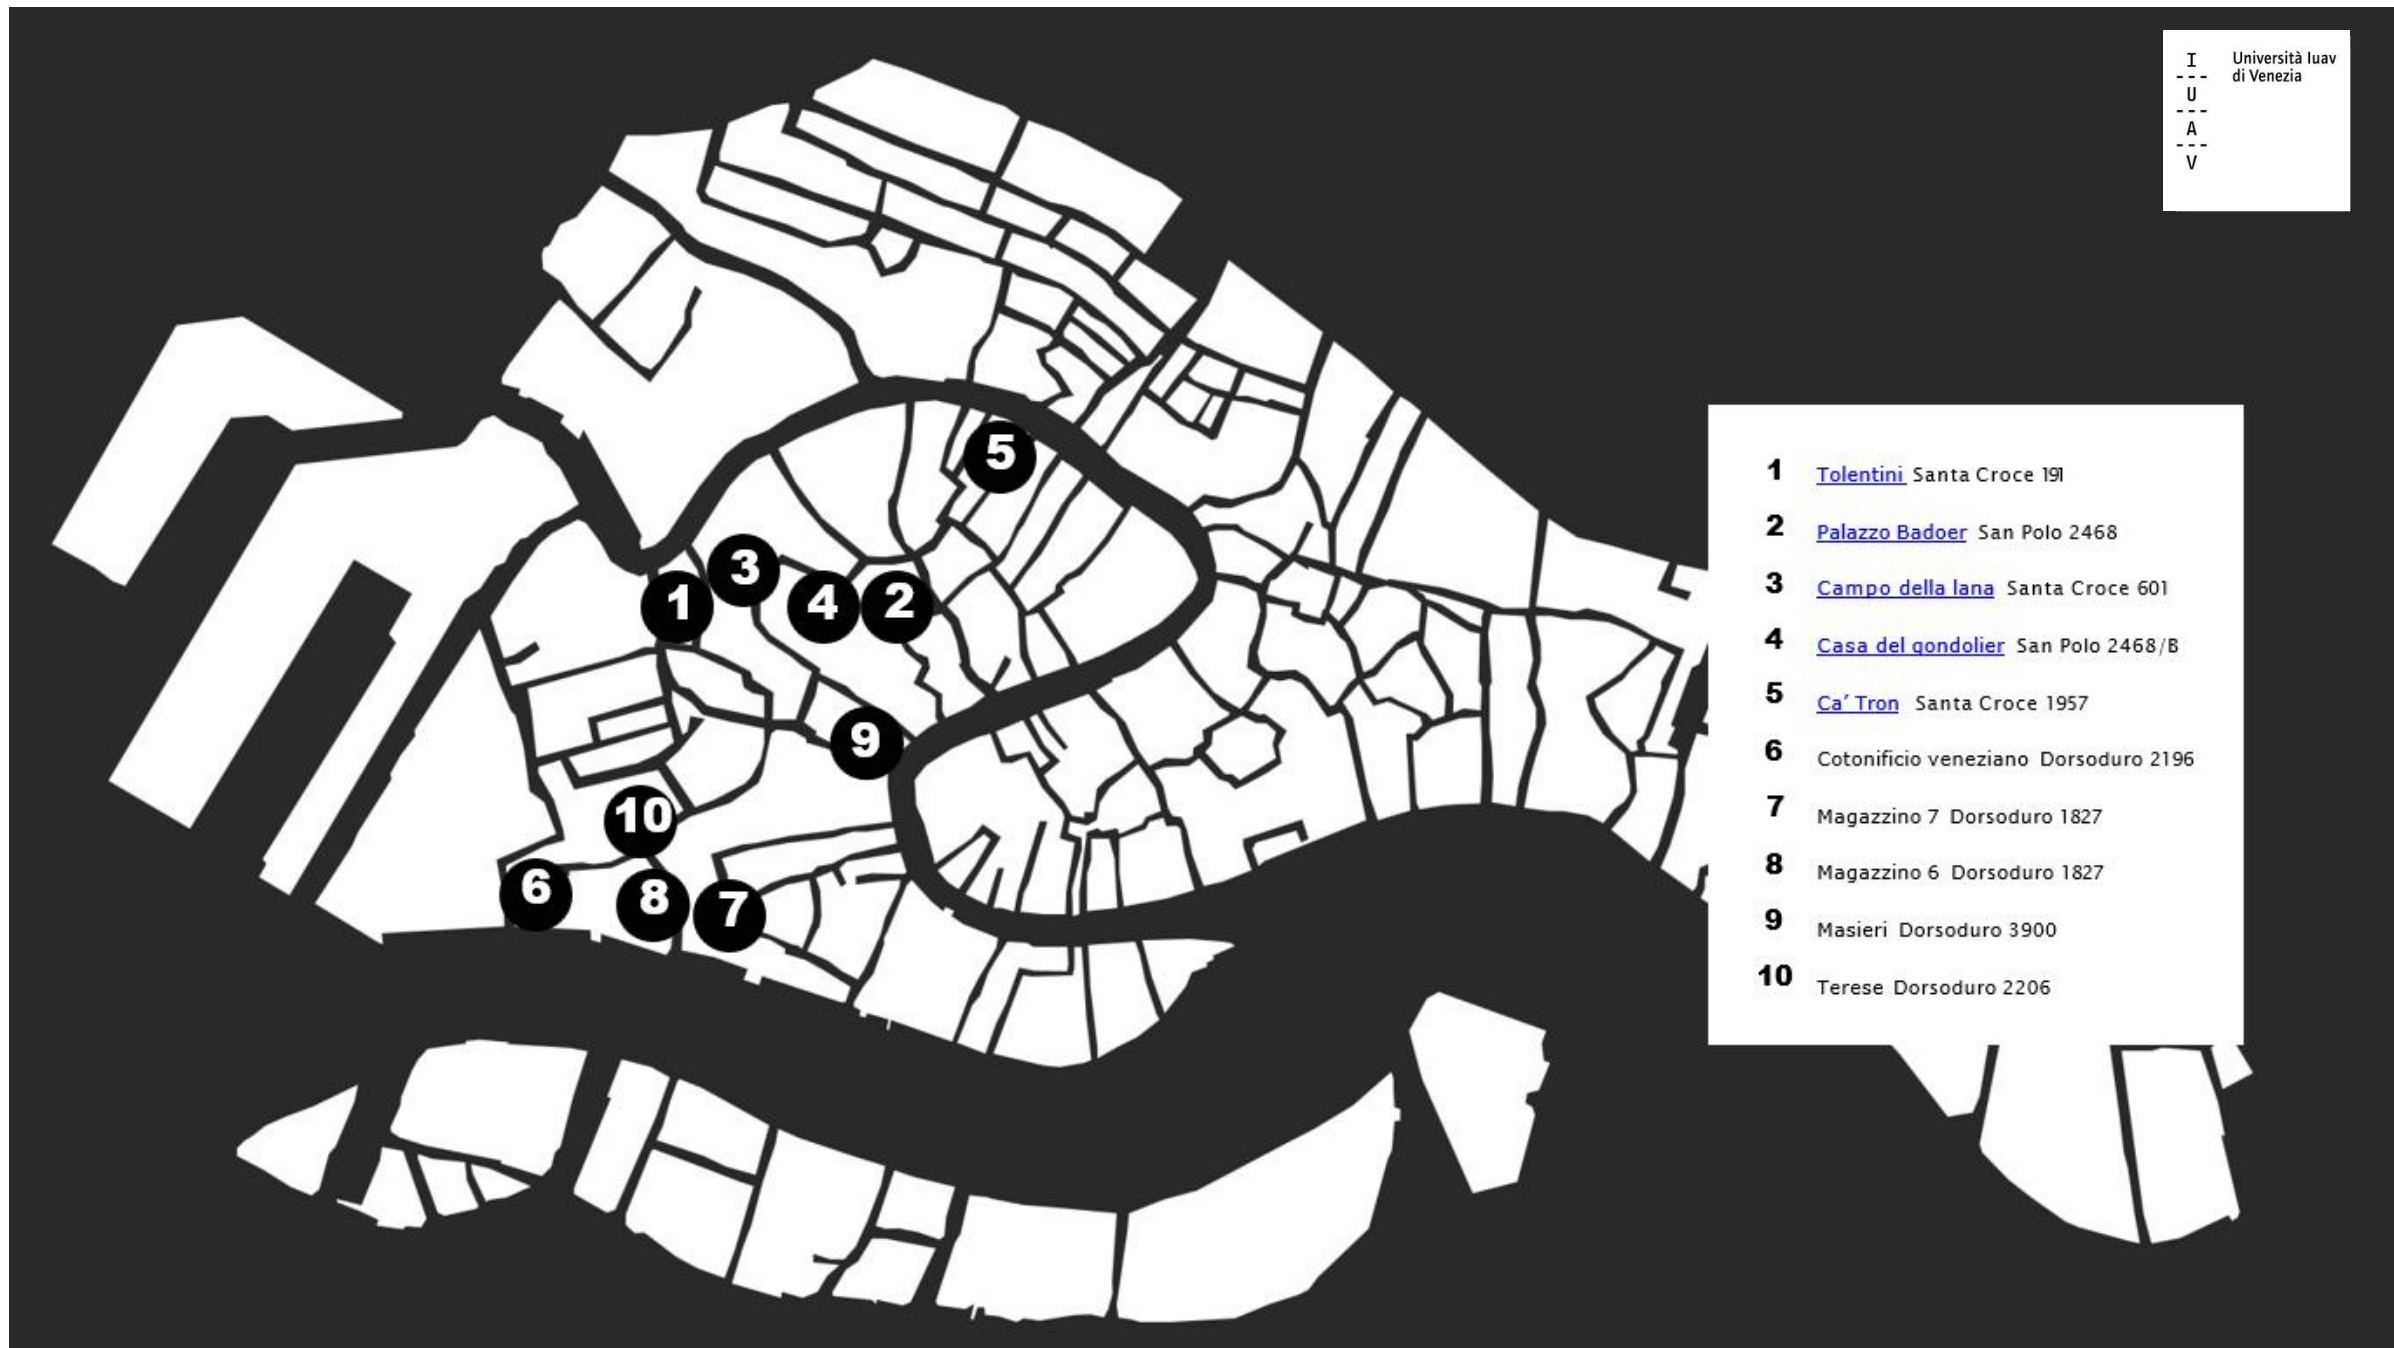 I
---
U
---
A
---
V
Università Iuav
di Venezia
5
3
1
4
2
9
10
6
8
7
1 Tolentini Santa Croce 191
2 Palazzo Badoer San Polo 2468
3 Campo della lana Santa Croce 601
4 Casa del gondolier San Polo 2468/B
5 Ca' Tron Santa Croce 1957
6 Cotonificio veneziano Dorsoduro 2196
7 Magazzino 7 Dorsoduro 1827
8 Magazzino 6 Dorsoduro 1827
9 Masieri Dorsoduro 3900
10 Terese Dorsoduro 2206